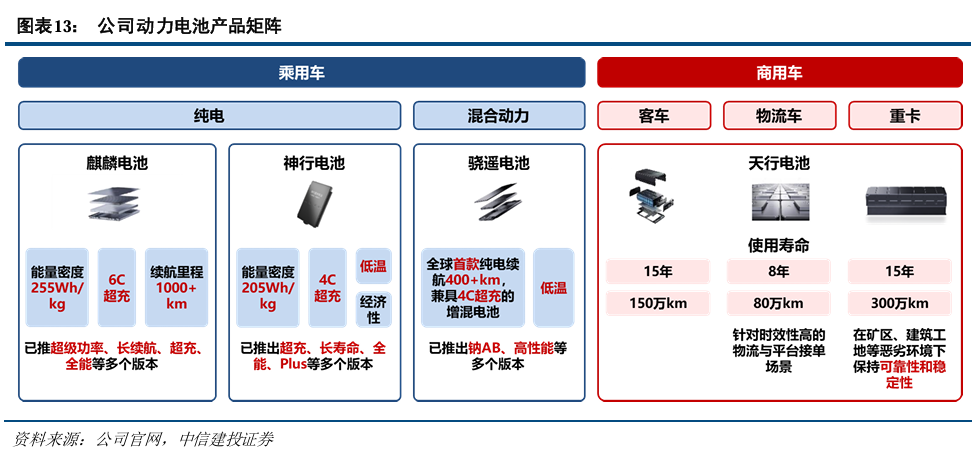 图表13： 公司动力电池产品矩阵
乘用车
商用车
纯电
混合动力
客车
物流车
重卡
麒麟电池
能量密度
255Wh/
kg
6C
超充
续航里程
1000+
km
已推超级功率、长续航、超充、
全能等多个版本
神行电池
能量密度
205Wh/
kg
4C
超充
低温
经济
性
已推出超充、长寿命、全
能、Plus等多个版本
骁遥电池
全球首款纯电续
航400+km，
兼具4C超充的
增混电池
低温
已推出钠AB、高性能等
多个版本
天行电池
使用寿命
15年
8年
15年
150万km
80万km
300万km
针对时效性高的
物流与平台接单
场景
在矿区、建筑工
地等恶劣环境下
保持可靠性和稳
定性
资料来源：公司官网，中信建投证券